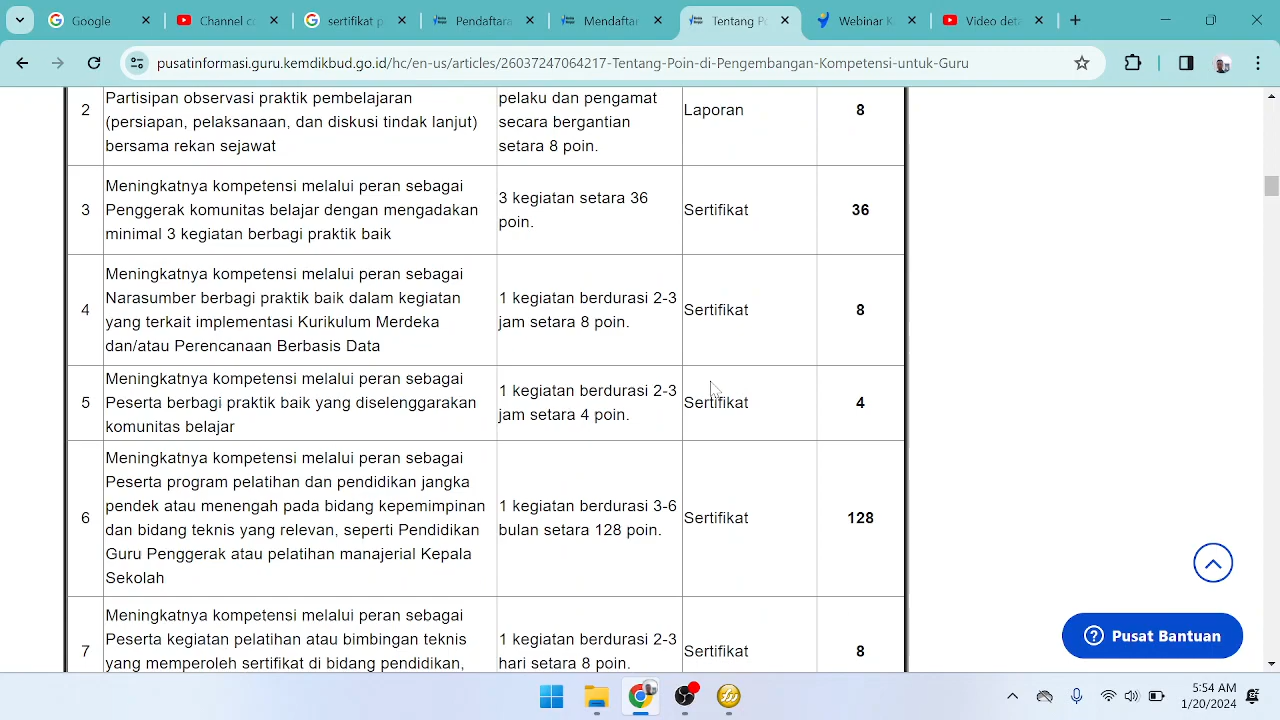 Google
Channel co
sertifikat p
Pendaftara
Mendaftar
Tentang Po
Webinar K
Video deta
pusatinformasi.guru.kemdikbud.go.id/hc/en-us/articles/26037247064217-Tentang-Poin-di-Pengembangan-Kompetensi-untuk-Guru
2
Partisipan observasi praktik pembelajaran
(persiapan, pelaksanaan, dan diskusi tindak lanjut)
bersama rekan sejawat
pelaku dan pengamat
secara bergantian
setara 8 poin.
Laporan
8
3
Meningkatnya kompetensi melalui peran sebagai
Penggerak komunitas belajar dengan mengadakan
minimal 3 kegiatan berbagi praktik baik
3 kegiatan setara 36
poin.
Sertifikat
36
4
Meningkatnya kompetensi melalui peran sebagai
Narasumber berbagi praktik baik dalam kegiatan
yang terkait implementasi Kurikulum Merdeka
dan/atau Perencanaan Berbasis Data
1 kegiatan berdurasi 2-3
jam setara 8 poin.
Sertifikat
8
5
Meningkatnya kompetensi melalui peran sebagai
Peserta berbagi praktik baik yang diselenggarakan
komunitas belajar
1 kegiatan berdurasi 2-3
jam setara 4 poin.
Sertifikat
4
6
Meningkatnya kompetensi melalui peran sebagai
Peserta program pelatihan dan pendidikan jangka
pendek atau menengah pada bidang kepemimpinan
dan bidang teknis yang relevan, seperti Pendidikan
Guru Penggerak atau pelatihan manajerial Kepala
Sekolah
1 kegiatan berdurasi 3-6
bulan setara 128 poin.
Sertifikat
128
7
Meningkatnya kompetensi melalui peran sebagai
Peserta kegiatan pelatihan atau bimbingan teknis
yang memperoleh sertifikat di bidang pendidikan,
1 kegiatan berdurasi 2-3
hari setara 8 poin.
Sertifikat
8
Pusat Bantuan
5:54 AM
1/20/2024